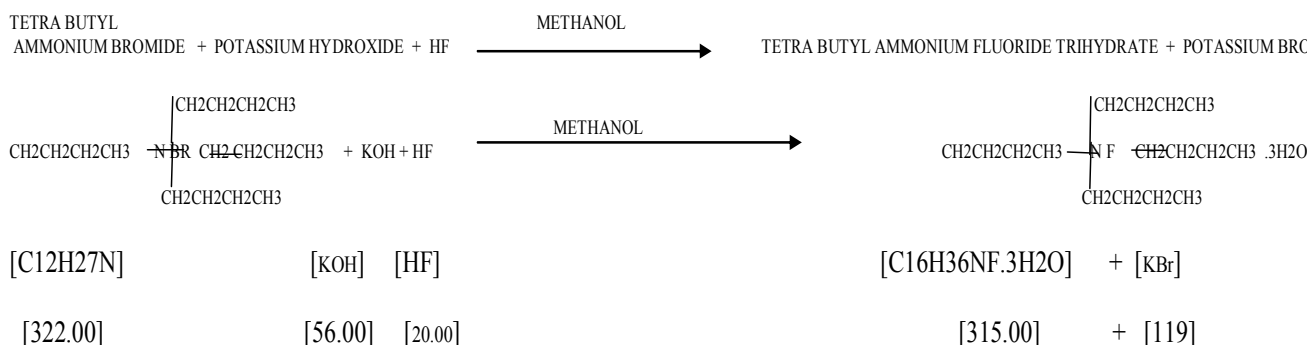 TETRA BUTYL
METHANOL
AMMONIUM BROMIDE + POTASSIUM HYDROXIDE + HF
TETRA BUTYL AMMONIUM FLUORIDE TRIHYDRATE + POTASSIUM BRO
CH2CH2CH2CH3 CH2CH2CH2CH3
METHANOL
CH2CH2CH2CH3 N BR CH2 CH2CH2CH3 + KOH + HF CH2CH2CH2CH3 N F CH2CH2CH2CH3 .3H2O
CH2CH2CH2CH3 CH2CH2CH2CH3
[C12H27N] [KOH] [HF] [C16H36NF.3H2O] + [KBr]
[322.00] [56.00] [20.00] [315.00] + [119]